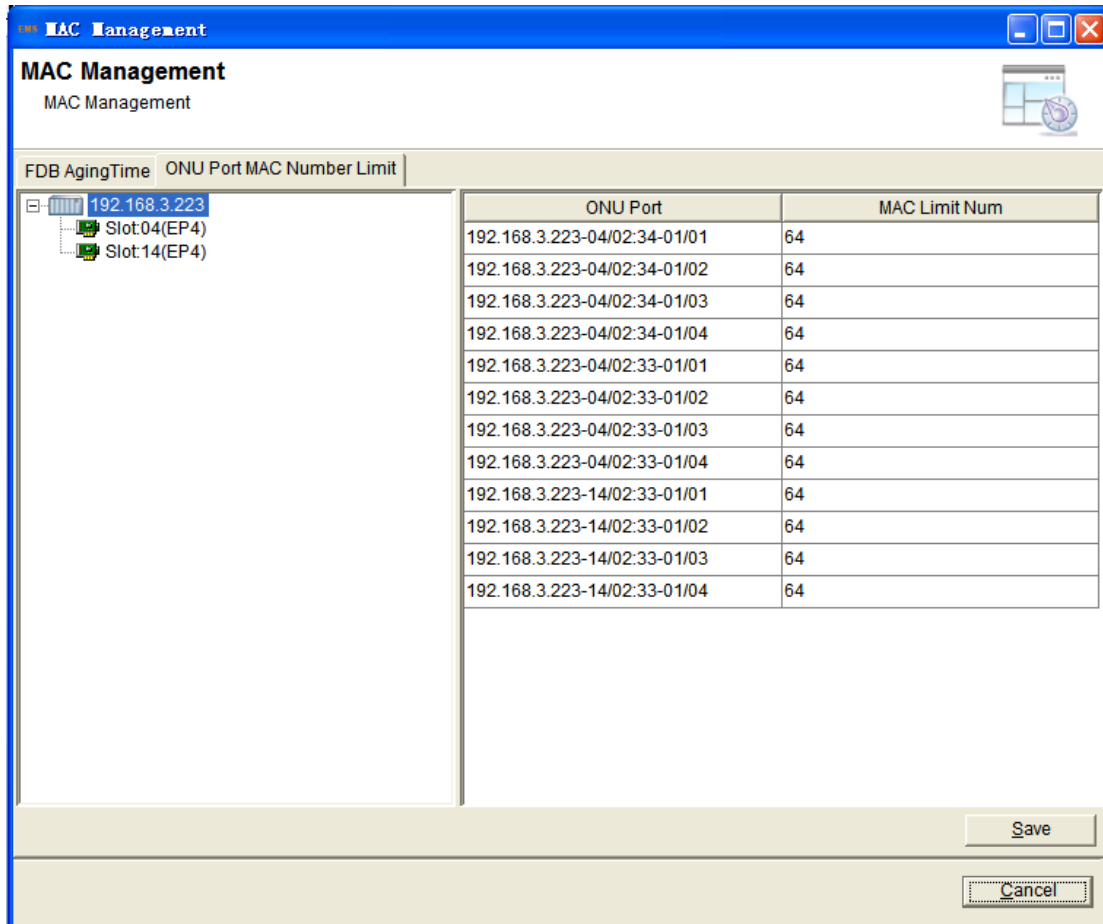 EMS MAC Management
MAC Management
MAC Management
FDB AgingTime ONU Port MAC Number Limit
192.168.3.223
Slot:04(EP4)
Slot:14(EP4)
ONU Port MAC Limit Num
192.168.3.223-04/02:34-01/01 64
192.168.3.223-04/02:34-01/02 64
192.168.3.223-04/02:34-01/03 64
192.168.3.223-04/02:34-01/04 64
192.168.3.223-04/02:33-01/01 64
192.168.3.223-04/02:33-01/02 64
192.168.3.223-04/02:33-01/03 64
192.168.3.223-04/02:33-01/04 64
192.168.3.223-14/02:33-01/01 64
192.168.3.223-14/02:33-01/02 64
192.168.3.223-14/02:33-01/03 64
192.168.3.223-14/02:33-01/04 64
Save
Cancel